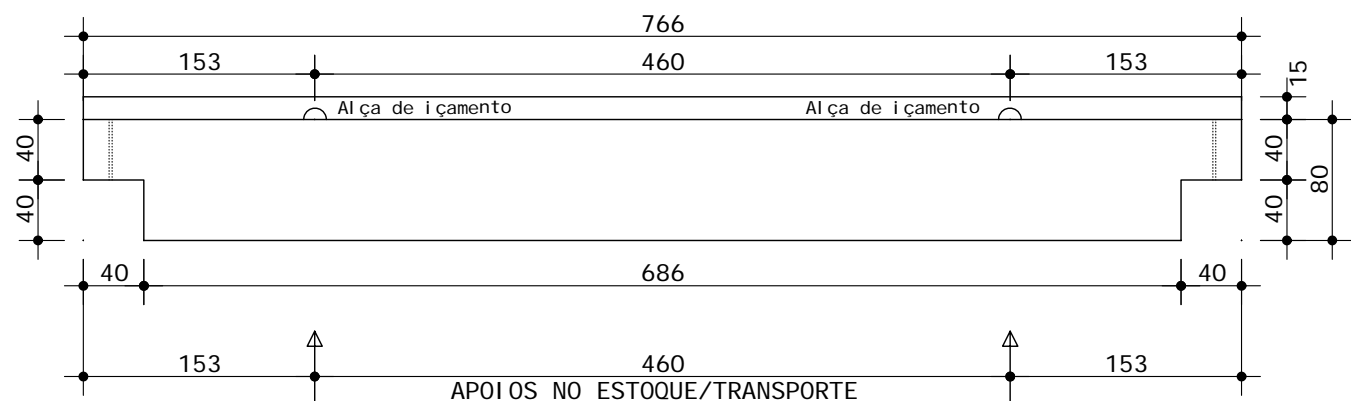 766
153 460 153
15
Alça de içamento Alça de içamento
40 40
80
40 40
40 686 40
153 460 153
APOIOS NO ESTOQUE/TRANSPORTE